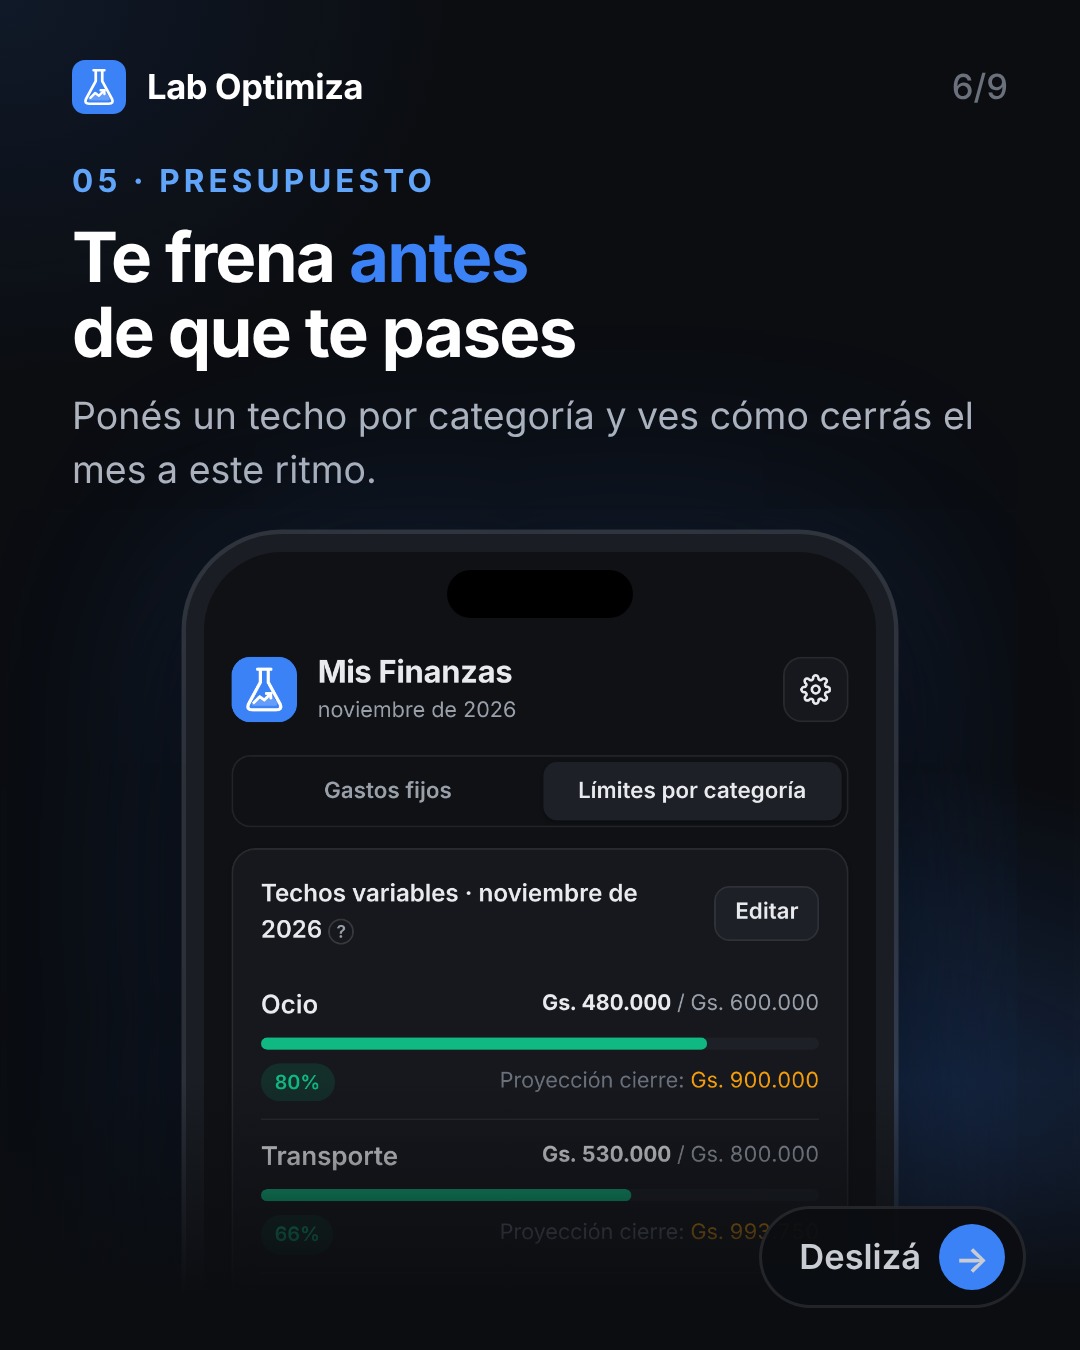 Lab Optimiza
6/9
05 · PRESUPUESTO
Te frena antes
de que te pases
Ponés un techo por categoría y ves cómo cerrás el
mes a este ritmo.
Mis Finanzas
noviembre de 2026
Gastos fijos
Límites por categoría
Techos variables · noviembre de
2026 ?
Editar
Ocio
Gs. 480.000 / Gs. 600.000
80%
Proyección cierre: Gs. 900.000
Transporte
Gs. 530.000 / Gs. 800.000
66%
Proyección cierre: Gs.
Deslizá